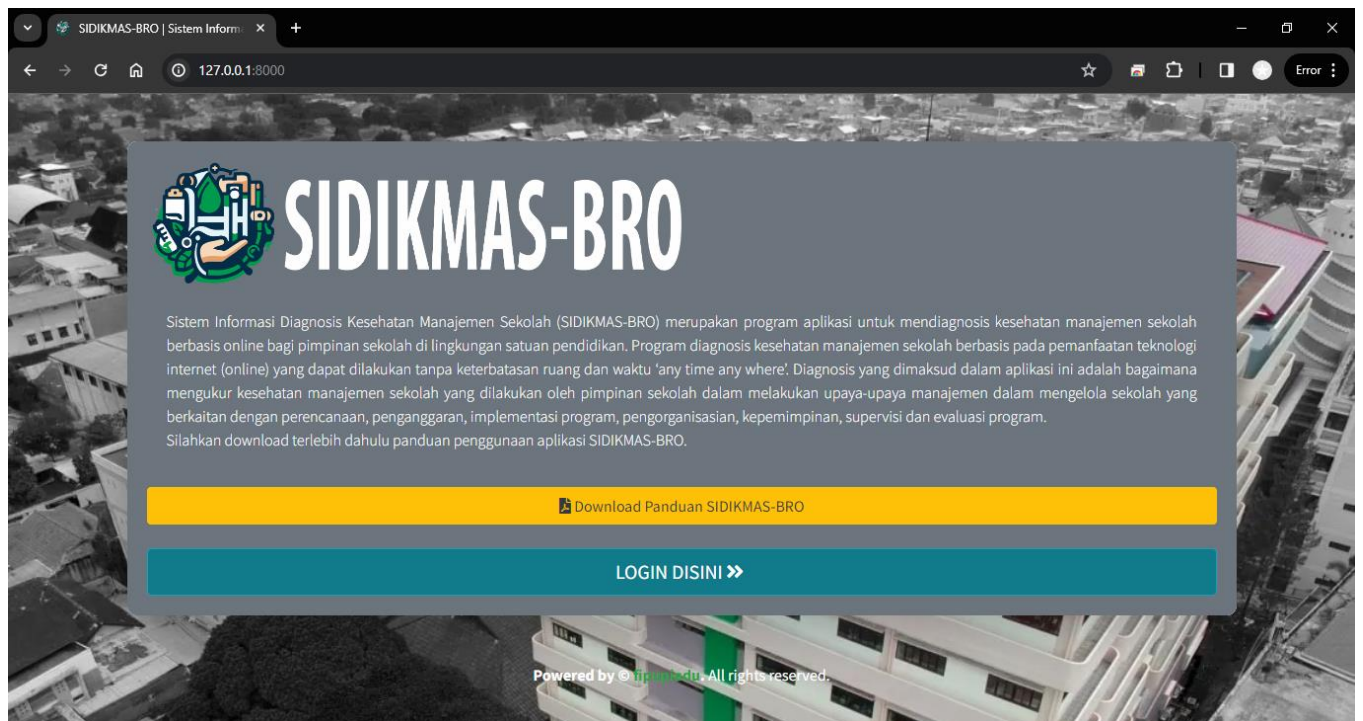 SIDIKMAS-BRO | Sistem Inform
127.0.0.1:8000
Error
SIDIKMAS-BRO
Sistem Informasi Diagnosis Kesehatan Manajemen Sekolah (SIDIKMAS-BRO) merupakan program aplikasi untuk mendiagnosis kesehatan manajemen sekolah
berbasis online bagi pimpinan sekolah di lingkungan satuan pendidikan. Program diagnosis kesehatan manajemen sekolah berbasis pada pemanfaatan teknologi
internet (online) yang dapat dilakukan tanpa keterbatasan ruang dan waktu 'any time any where'. Diagnosis yang dimaksud dalam aplikasi ini adalah bagaimana
mengukur kesehatan manajemen sekolah yang dilakukan oleh pimpinan sekolah dalam melakukan upaya-upaya manajemen dalam mengelola sekolah yang
berkaitan dengan perencanaan, penganggaran, implementasi program, pengorganisasian, kepemimpinan, supervisi dan evaluasi program.
Silahkan download terlebih dahulu panduan penggunaan aplikasi SIDIKMAS-BRO.
Download Panduan SIDIKMAS-BRO
LOGIN DISINI
Powered by © All rights reserved.